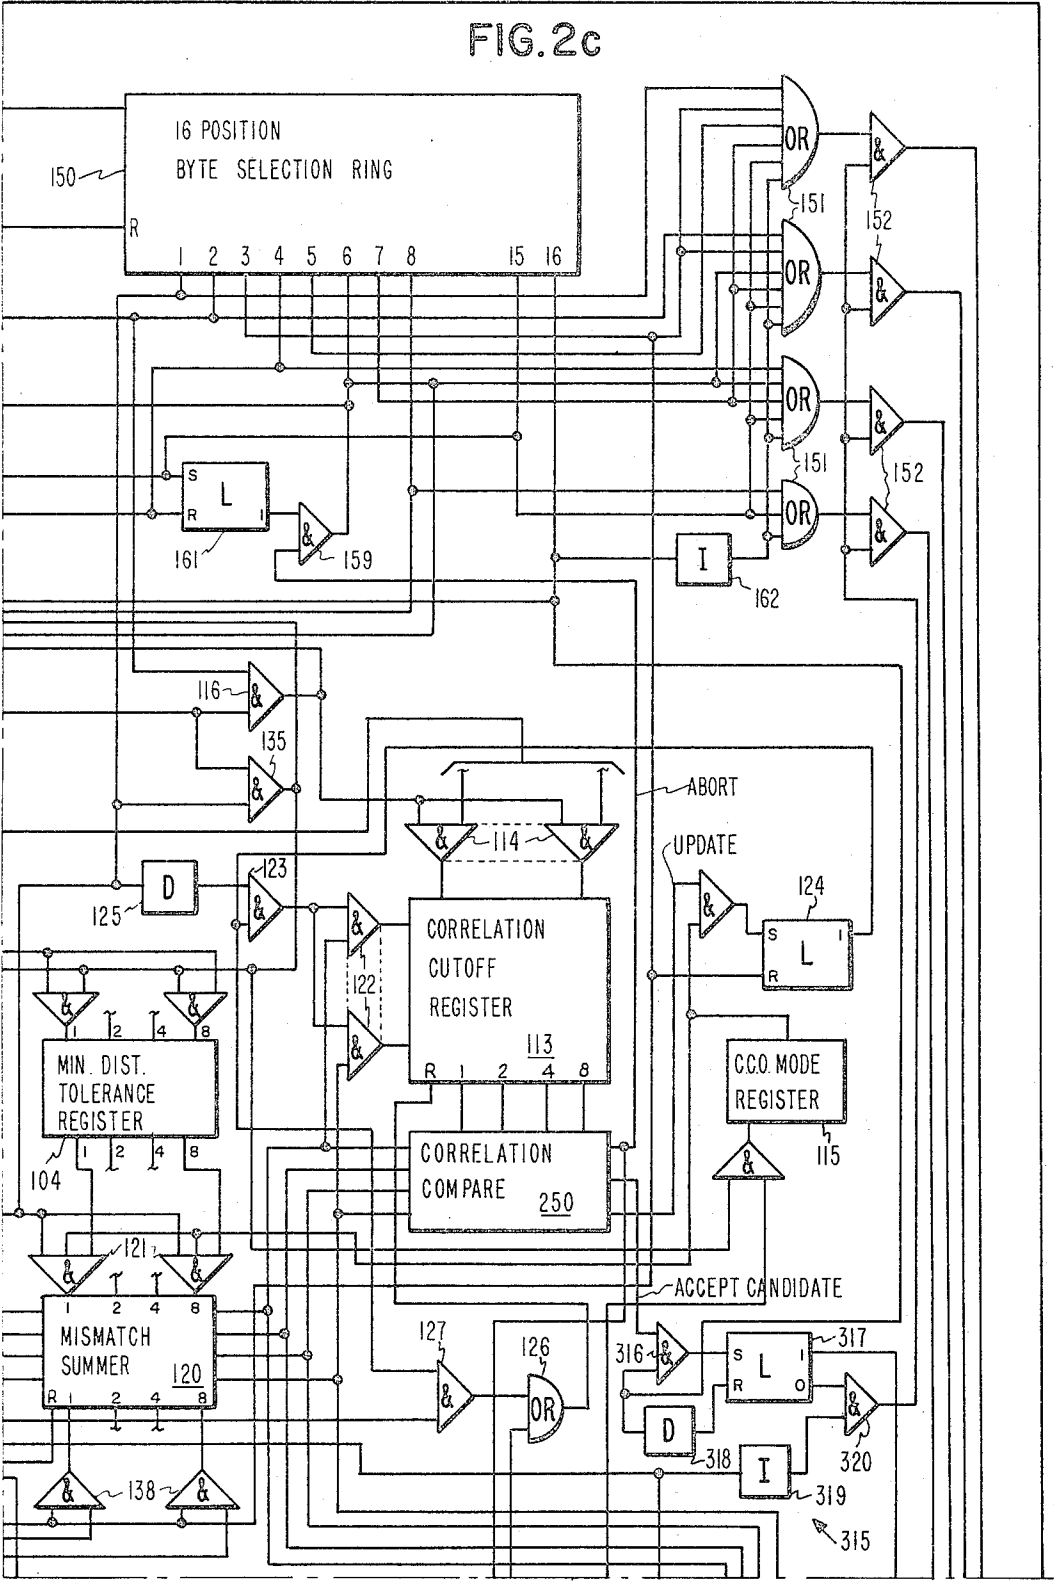 FIG. 2c
16 POSITION
BYTE SELECTION RING
150
R
1 2 3 4 5 6 7 8 15 16
OR
&
151
152
OR
&
OR
&
151
152
OR
&
S
L
R 1
161
&
159
I
162
&
116
&
135
ABORT
& 114 &
UPDATE
123
D
125
&
&
122
&
CORRELATION
CUTOFF
REGISTER
113
R 1 2 4 8
&
124
S
L 1
R
& &
1 2 4 8
MIN. DIST.
TOLERANCE
REGISTER
104
1 2 4 8
C.C.O. MODE
REGISTER
115
&
CORRELATION
COMPARE
250
& 121 &
1 2 4 8
MISMATCH
SUMMER
120
R 1 2 4 8
ACCEPT CANDIDATE
127
&
126
OR
316 &
317
S 1
L
R 0
D
318
&
320
I
319
& 138 &
315